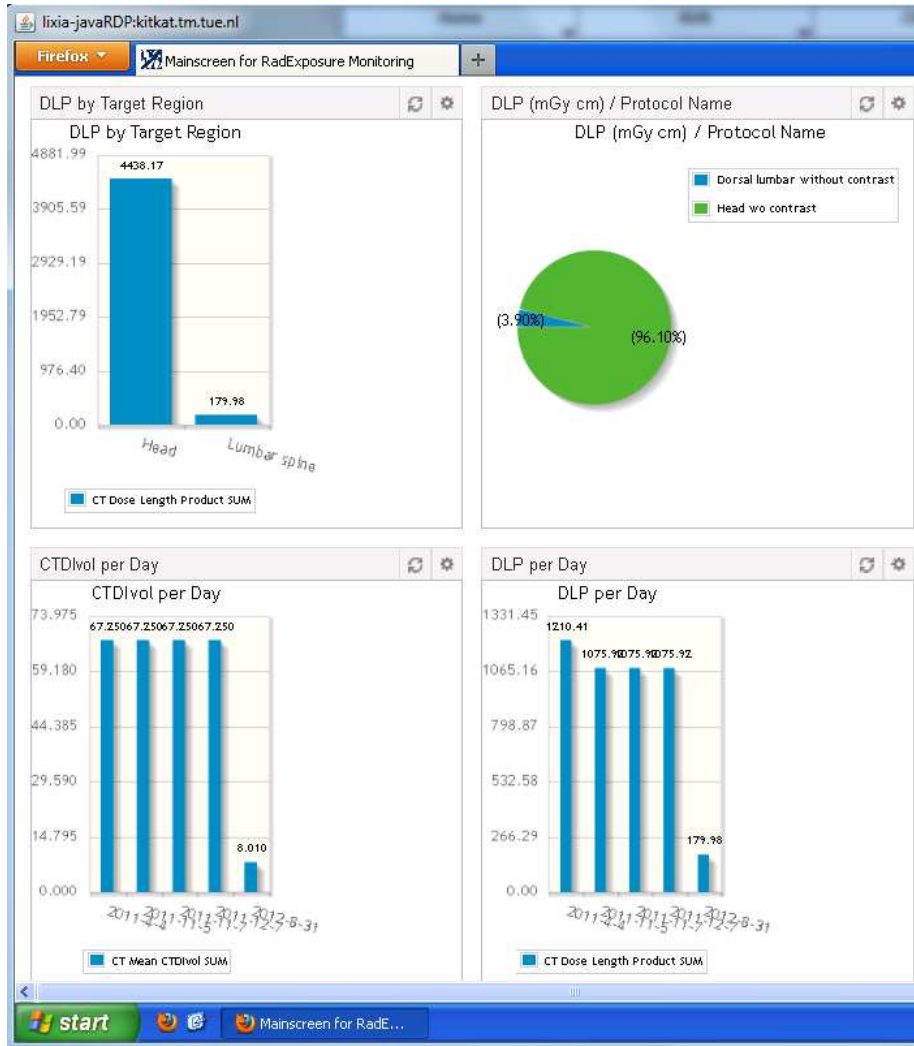 lixia-javaRDP:kitkat.tm.tue.nl
Firefox
Mainscreen for RadExposure Monitoring
DLP by Target Region
DLP by Target Region
4881.99
4438.17
3905.59
2929.19
1952.79
976.40
179.98
0.00
Head
Lumbar spine
CT Dose Length Product SUM
DLP (mGy cm) / Protocol Name
DLP (mGy cm) / Protocol Name
Dorsal lumbar without contrast
Head wo contrast
(3.90%)
(96.10%)
CTDIvol per Day
CTDIvol per Day
73.975
67.250 67.250 67.250 67.250
59.180
44.385
29.590
14.795
8.010
0.000
CT Mean CTDIvol SUM
DLP per Day
DLP per Day
1331.45
1210.41
1075.92 1075.92 1075.92
1065.16
798.87
532.58
266.29
179.98
0.00
CT Dose Length Product SUM
start
Mainscreen for RadE...